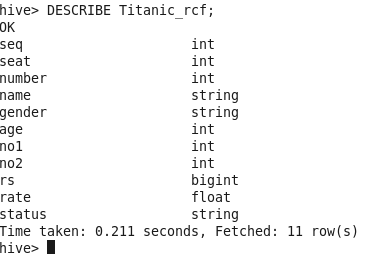 hive> DESCRIBE Titanic_rcf;
OK
seq                     int
seat                    int
number                  int
name                    string
gender                  string
age                     int
no1                     int
no2                     int
rs                      bigint
rate                    float
status                  string
Time taken: 0.211 seconds, Fetched: 11 row(s)
hive>